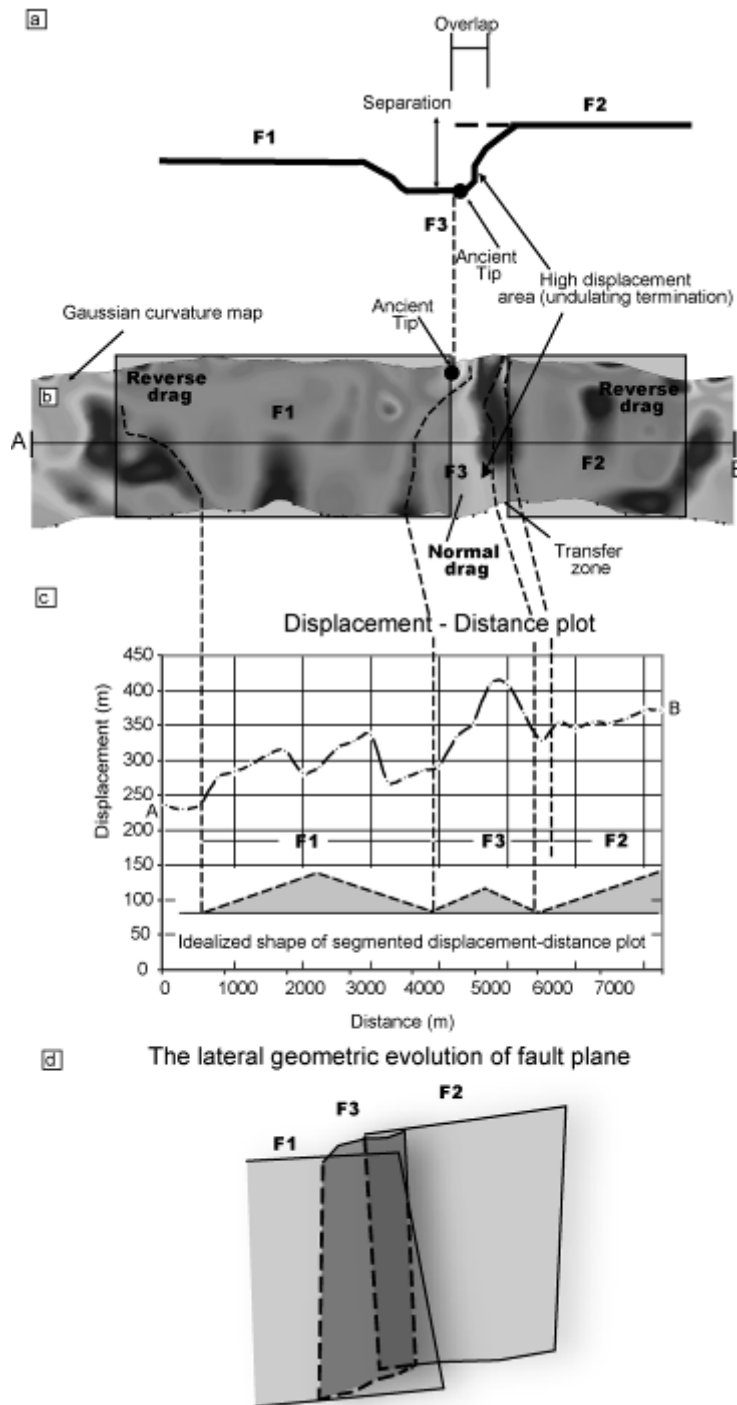 a
Overlap
Separation
F2
F1
F3
Ancient
Tip
High displacement
area (undulating termination)
Ancient
Tip
Gaussian curvature map
Reverse
drag
Reverse
drag
b
F1
A
F3
F2
Normal
drag
Transfer
zone
c
Displacement - Distance plot
450
400
350
300
250
200
150
100
50
0
Displacement (m)
A
B
F1
F3
F2
Idealized shape of segmented displacement-distance plot
0 1000 2000 3000 4000 5000 6000 7000
Distance (m)
d
The lateral geometric evolution of fault plane
F2
F3
F1